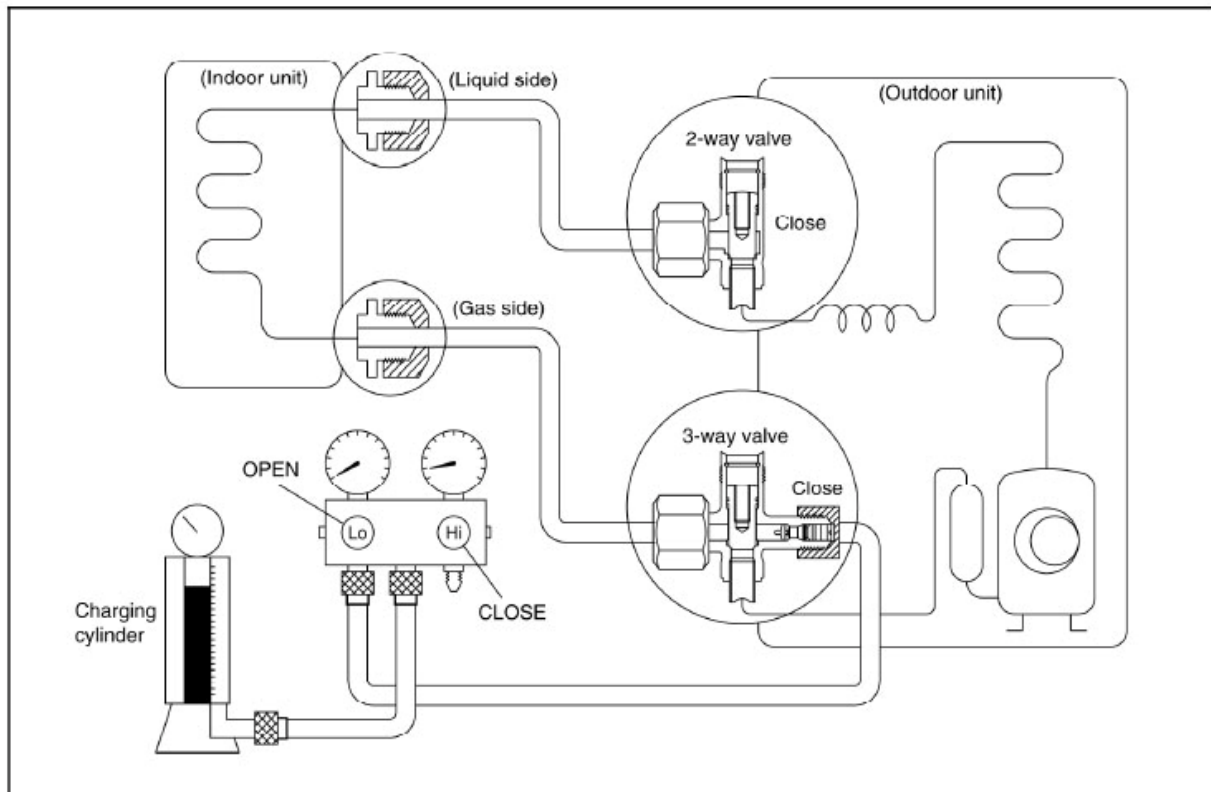 (Indoor unit)
(Liquid side)
(Outdoor unit)
2-way valve
Close
(Gas side)
3-way valve
Close
OPEN
Lo
Hi
CLOSE
Charging
cylinder